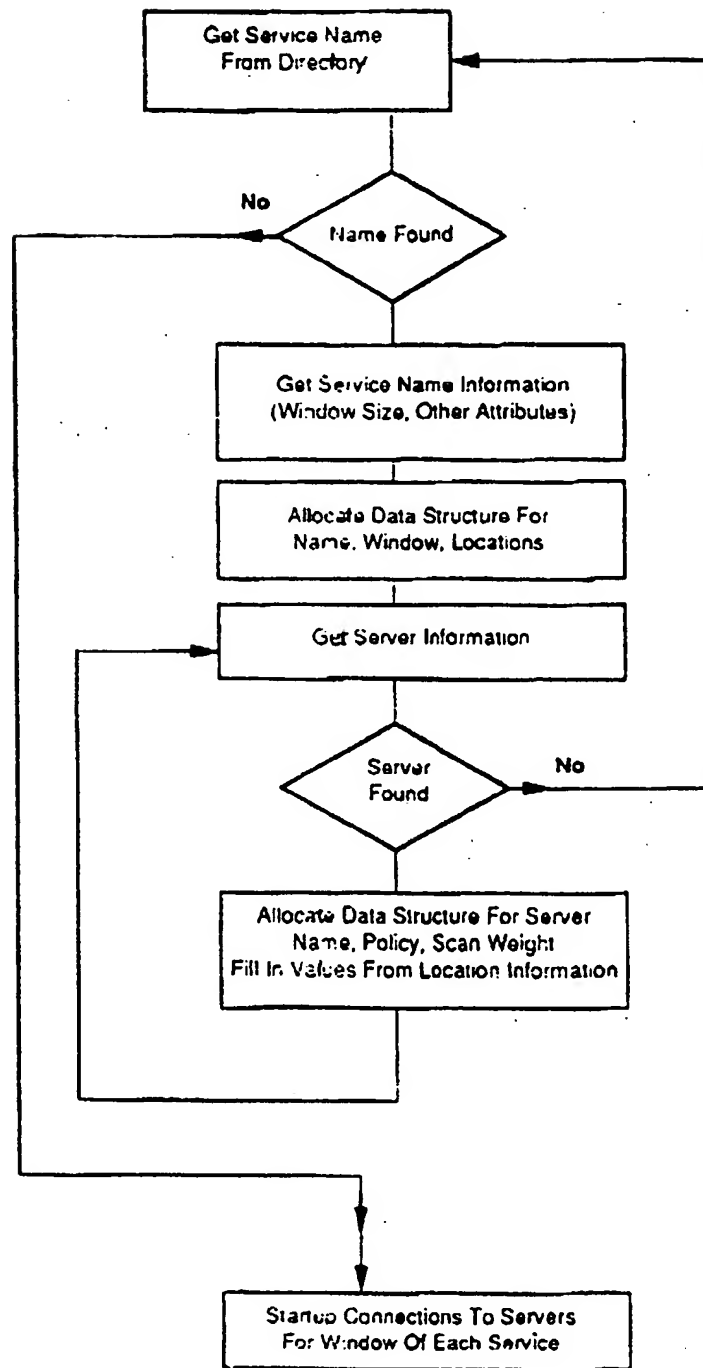 Get Service Name
From Directory
No
Name Found
Get Service Name Information
(Window Size, Other Attributes)
Allocate Data Structure For
Name, Window, Locations
Get Server Information
Server
Found
No
Allocate Data Structure For Server
Name, Policy, Scan Weight
Fill In Values From Location Information
Startup Connections To Servers
For Window Of Each Service